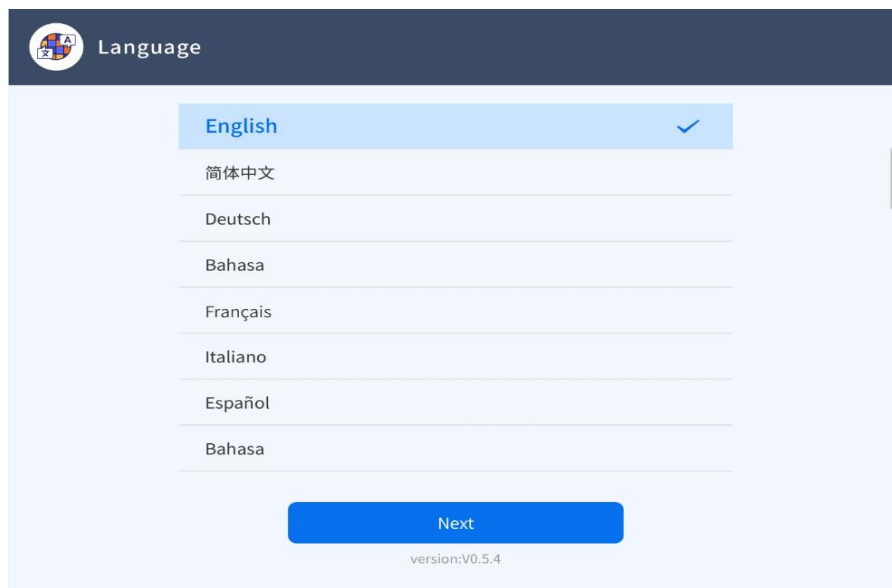 Language
English
简体中文
Deutsch
Bahasa
Français
Italiano
Español
Bahasa
Next
version:V0.5.4